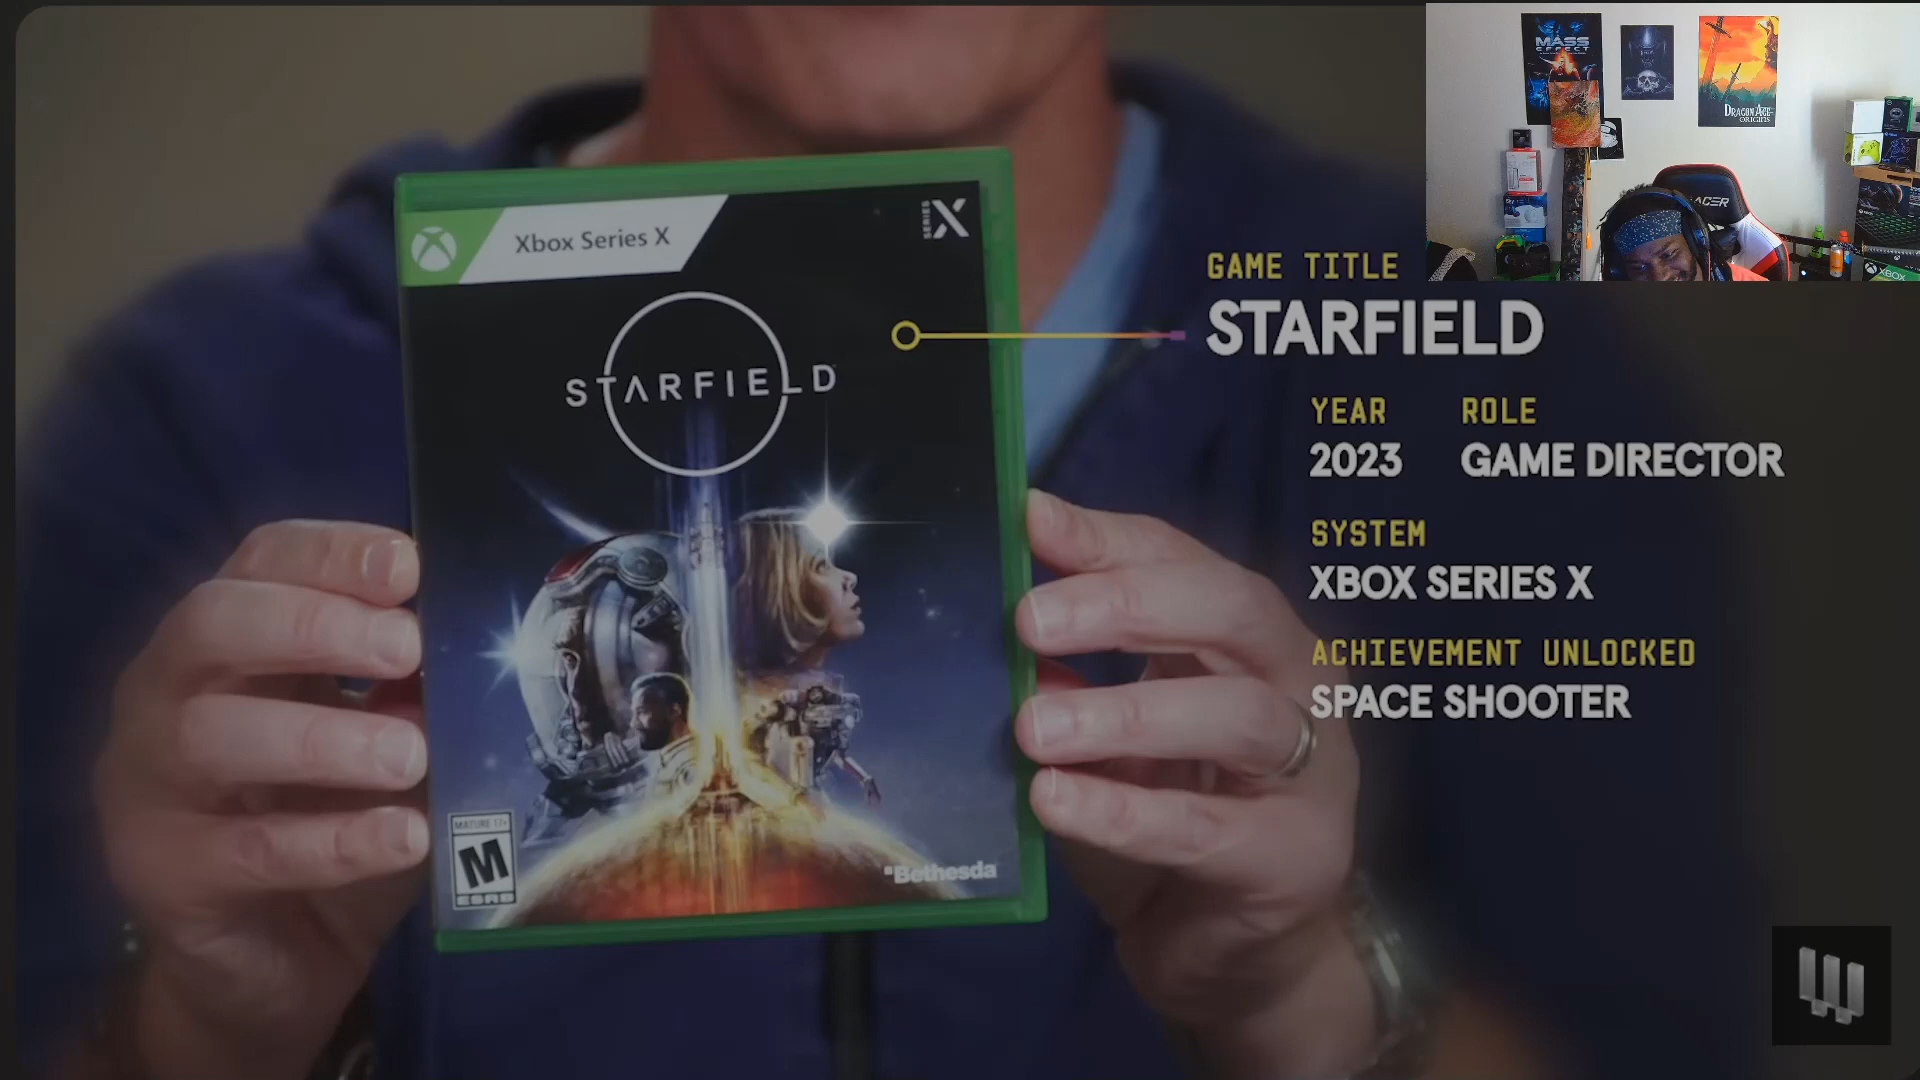 MASS
EFFECT
DRAGON AGE
ORIGINS
ACER
XBOX
Xbox Series X
SERIES X
STARFIELD
MATURE 17+
M
ESRB
Bethesda
GAME TITLE
STARFIELD
YEAR
2023
ROLE
GAME DIRECTOR
SYSTEM
XBOX SERIES X
ACHIEVEMENT UNLOCKED
SPACE SHOOTER